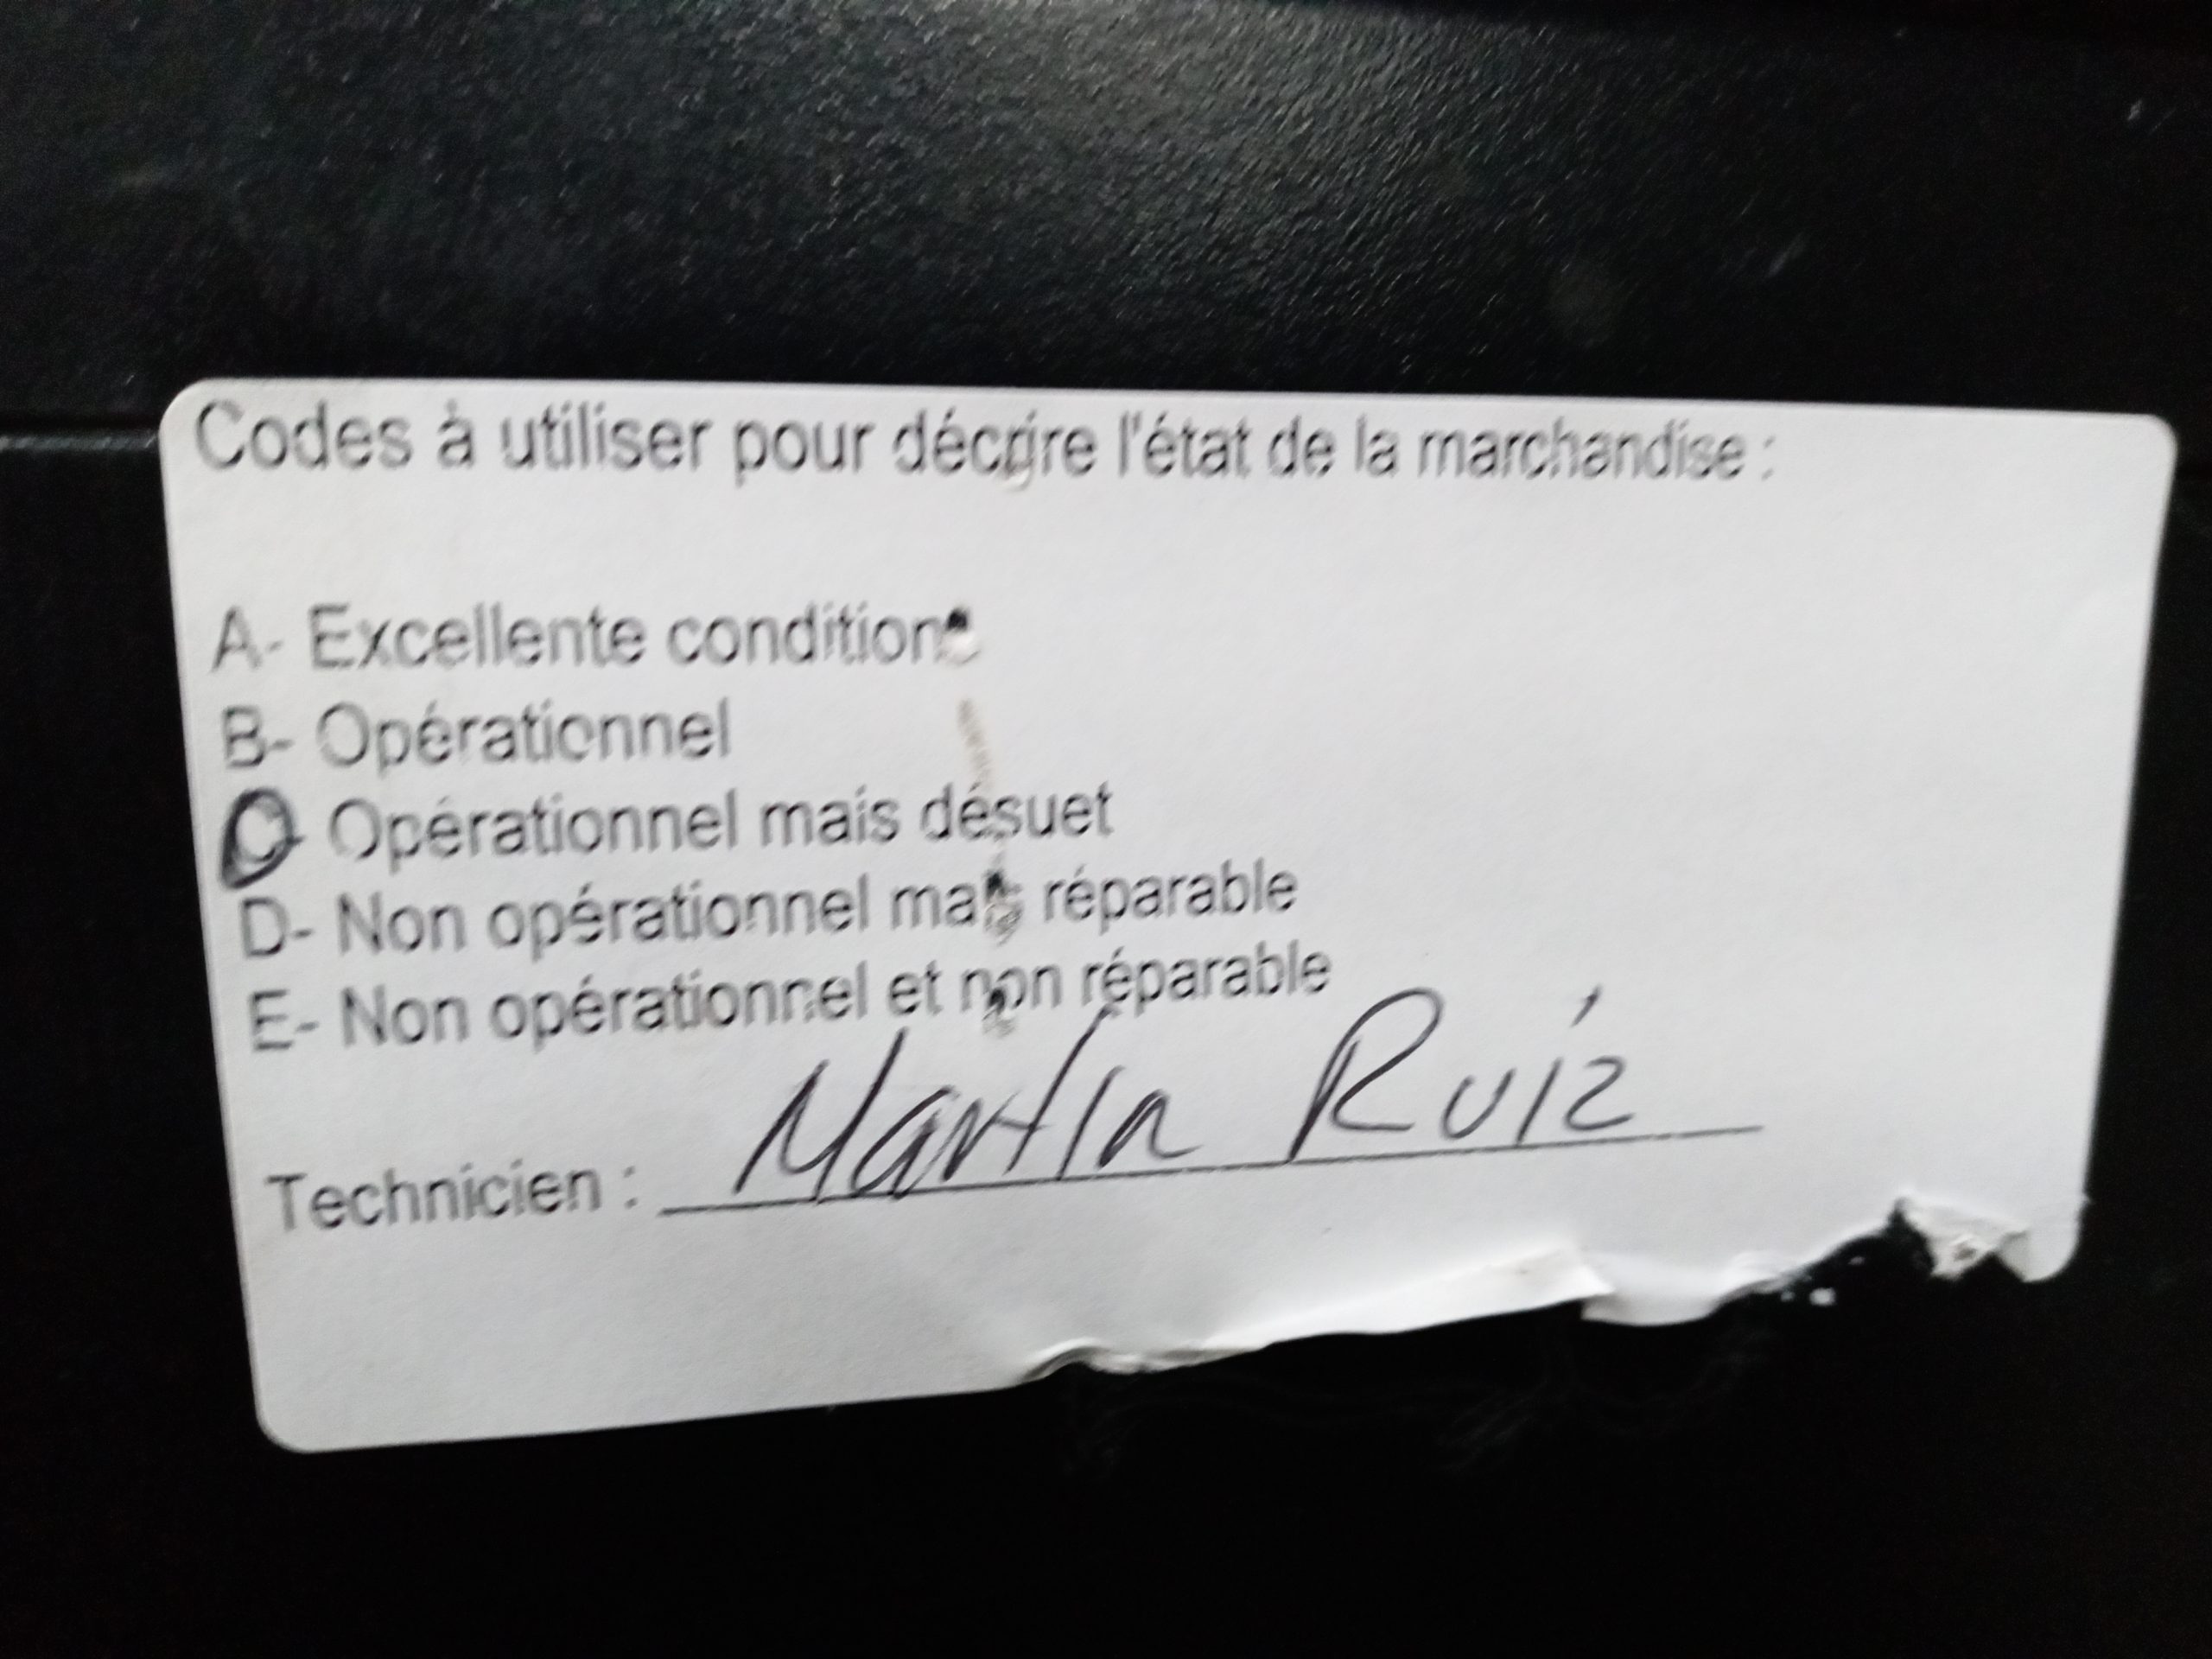 Codes à utiliser pour décrire l'état de la marchandise :
A- Excellente condition
B- Opérationnel
C- Opérationnel mais désuet
D- Non opérationnel mais réparable
E- Non opérationnel et non réparable
Technicien : Martin Ruiz